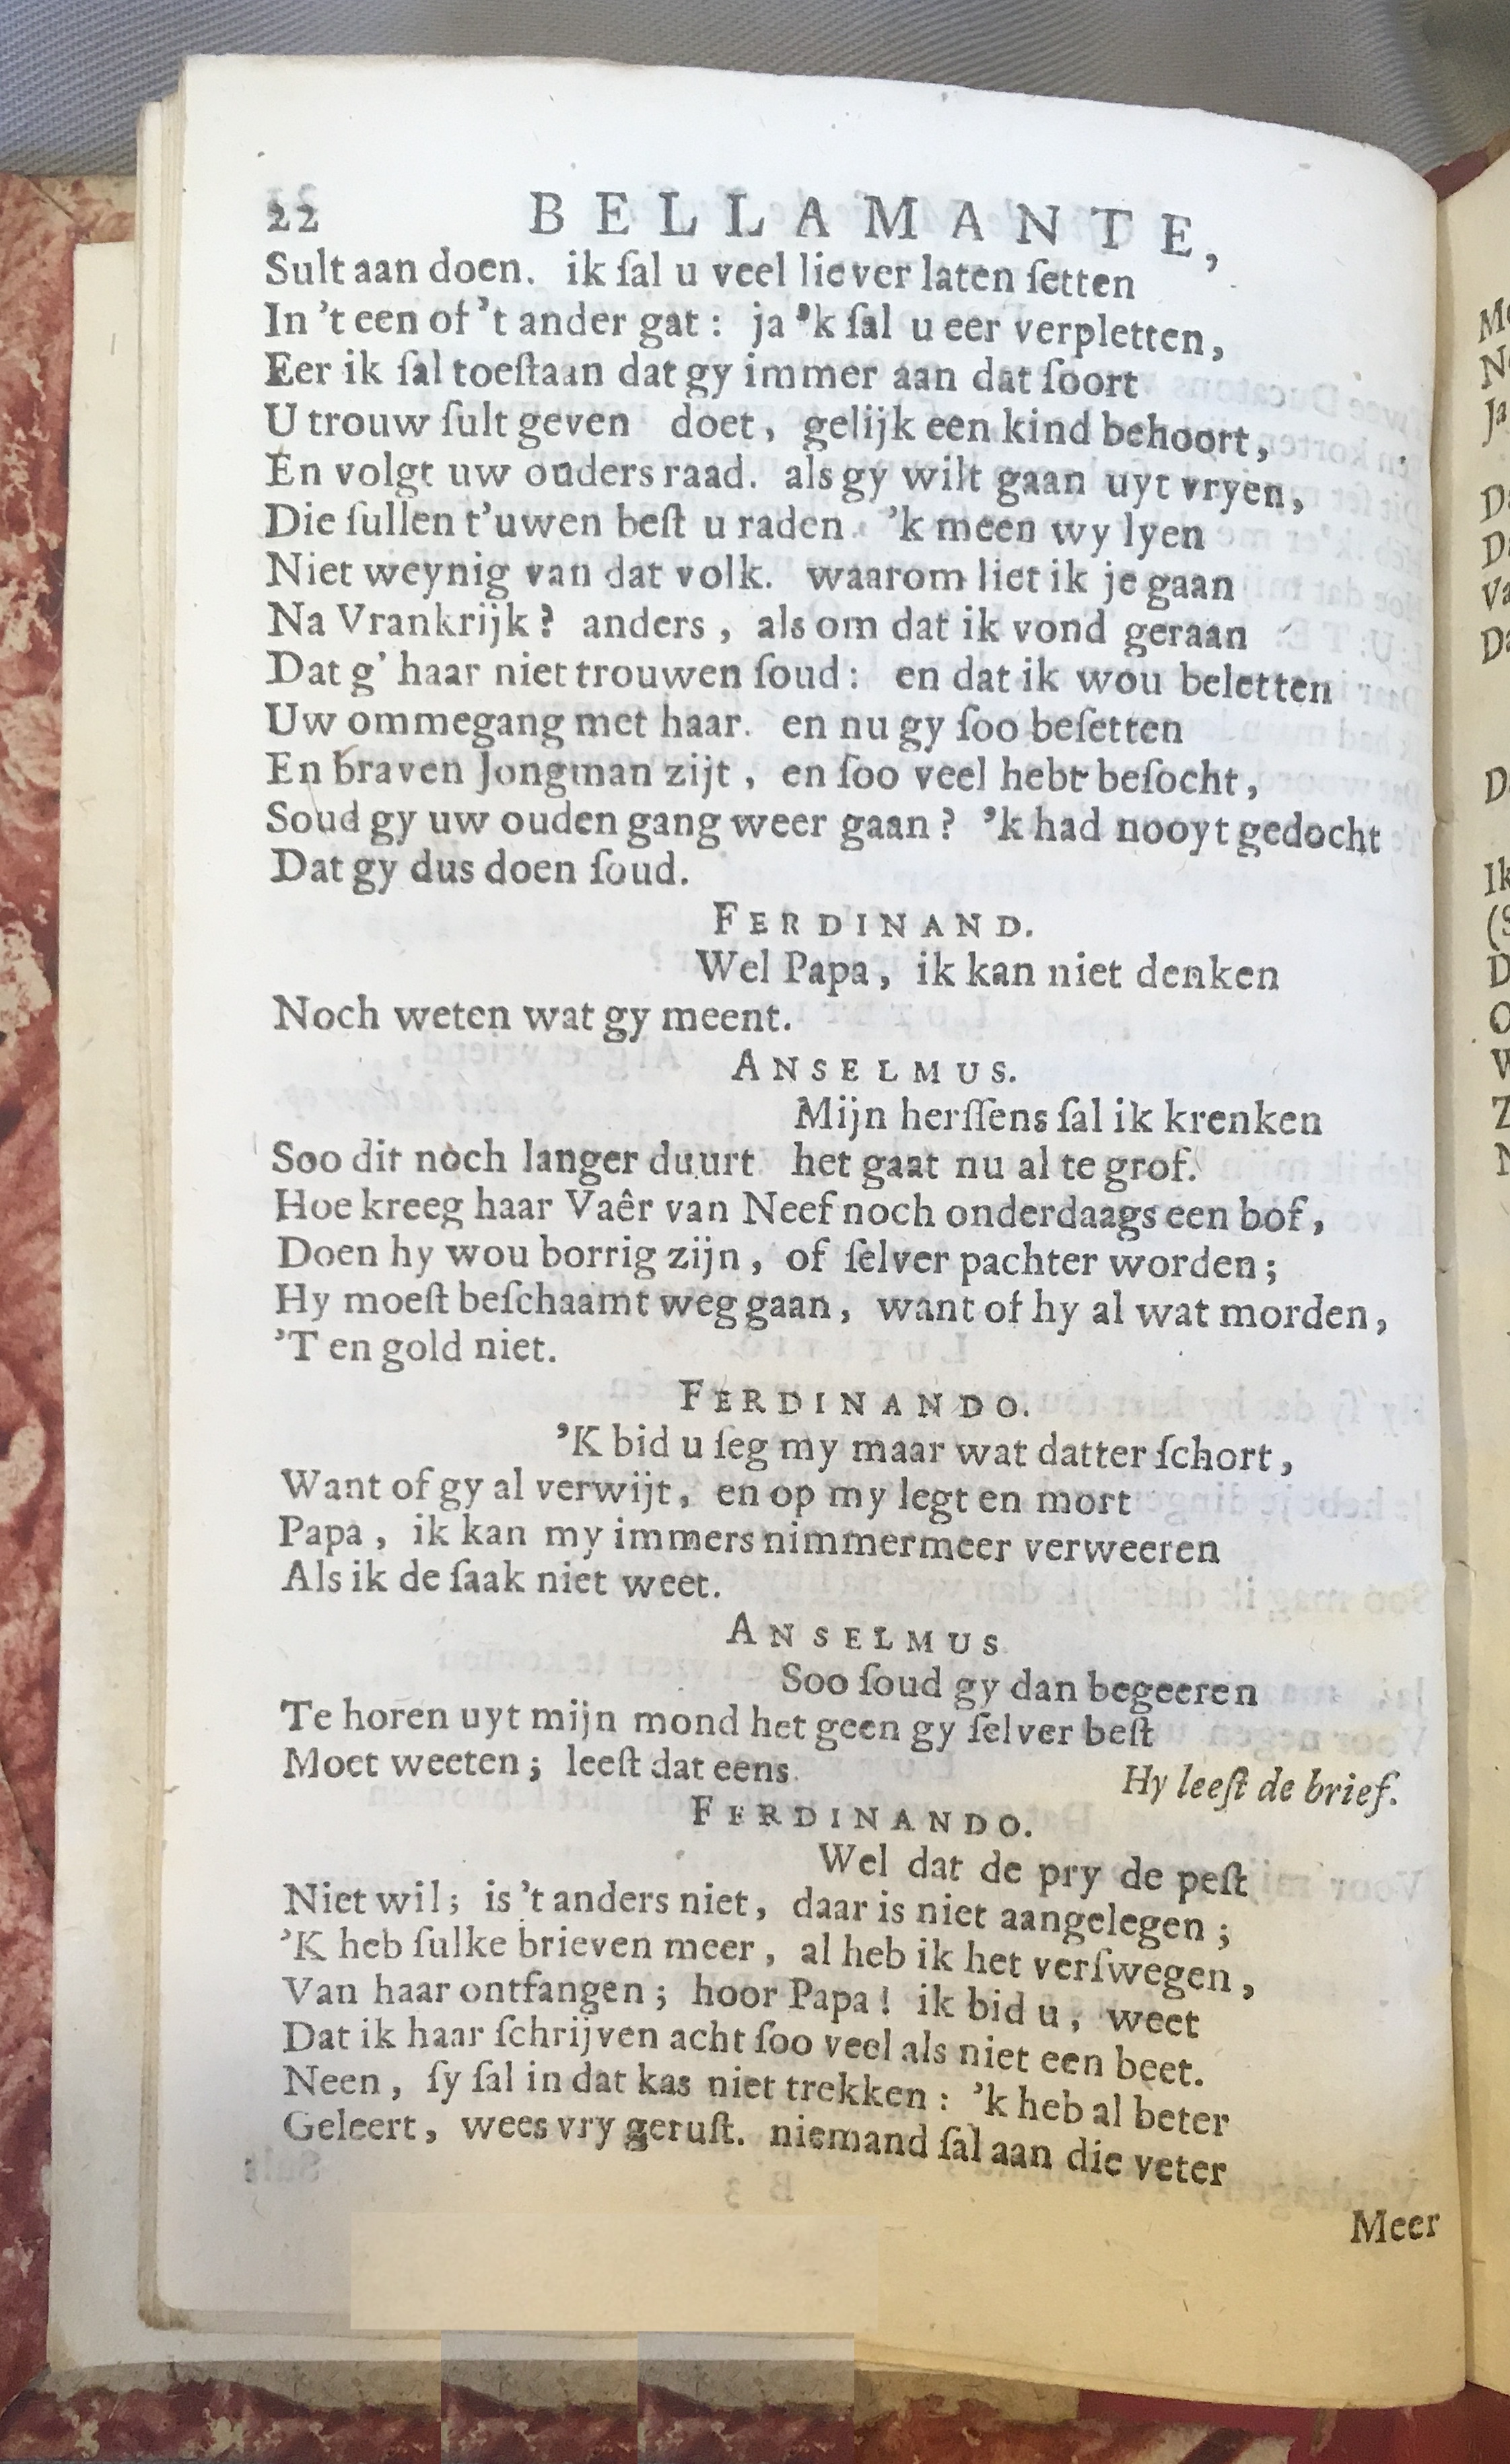 22 BELLAMANTE,
Sult aan doen. ik ſal u veel liever laten ſetten
In 't een of 't ander gat: ja 'k ſal u eer verpletten,
Eer ik ſal toeſtaan dat gy immer aan dat ſoort
U trouw ſult geven doet, gelijk een kind behoort,
En volgt uw ouders raad. als gy wilt gaan uyt vryen,
Die ſullen t'uwen beſt u raden. 'k meen wy lyen
Niet weynig van dat volk. waarom liet ik je gaan
Na Vrankrijk? anders, als om dat ik vond geraan
Dat g' haar niet trouwen ſoud: en dat ik wou beletten
Uw ommegang met haar. en nu gy ſoo beſetten
En braven Jongman zijt, en ſoo veel hebt beſocht,
Soud gy uw ouden gang weer gaan? 'k had nooyt gedocht
Dat gy dus doen ſoud.
FERDINAND.
Wel Papa, ik kan niet denken
Noch weten wat gy meent.
ANSELMUS.
Mijn herſſens ſal ik krenken
Soo dit noch langer duurt het gaat nu al te grof.
Hoe kreeg haar Vaêr van Neef noch onderdaags een bof,
Doen hy wou borrig zijn, of ſelver pachter worden;
Hy moeſt beſchaamt weg gaan, want of hy al wat morden,
'T en gold niet.
FERDINANDO.
'K bid u ſeg my maar wat datter ſchort,
Want of gy al verwijt, en op my legt en mort
Papa, ik kan my immers nimmermeer verweeren
Als ik de ſaak niet weet.
ANSELMUS
Soo ſoud gy dan begeeren
Te horen uyt mijn mond het geen gy ſelver beſt
Moet weeten; leeſt dat eens.
Hy leeſt de brief.
FERDINANDO.
Wel dat de pry de peſt
Niet wil; is 't anders niet, daar is niet aangelegen;
'K heb ſulke brieven meer, al heb ik het verſwegen,
Van haar ontfangen; hoor Papa! ik bid u, weet
Dat ik haar ſchrijven acht ſoo veel als niet een beet.
Neen, ſy ſal in dat kas niet trekken: 'k heb al beter
Geleert, wees vry geruſt. niemand ſal aan die veter
Meer